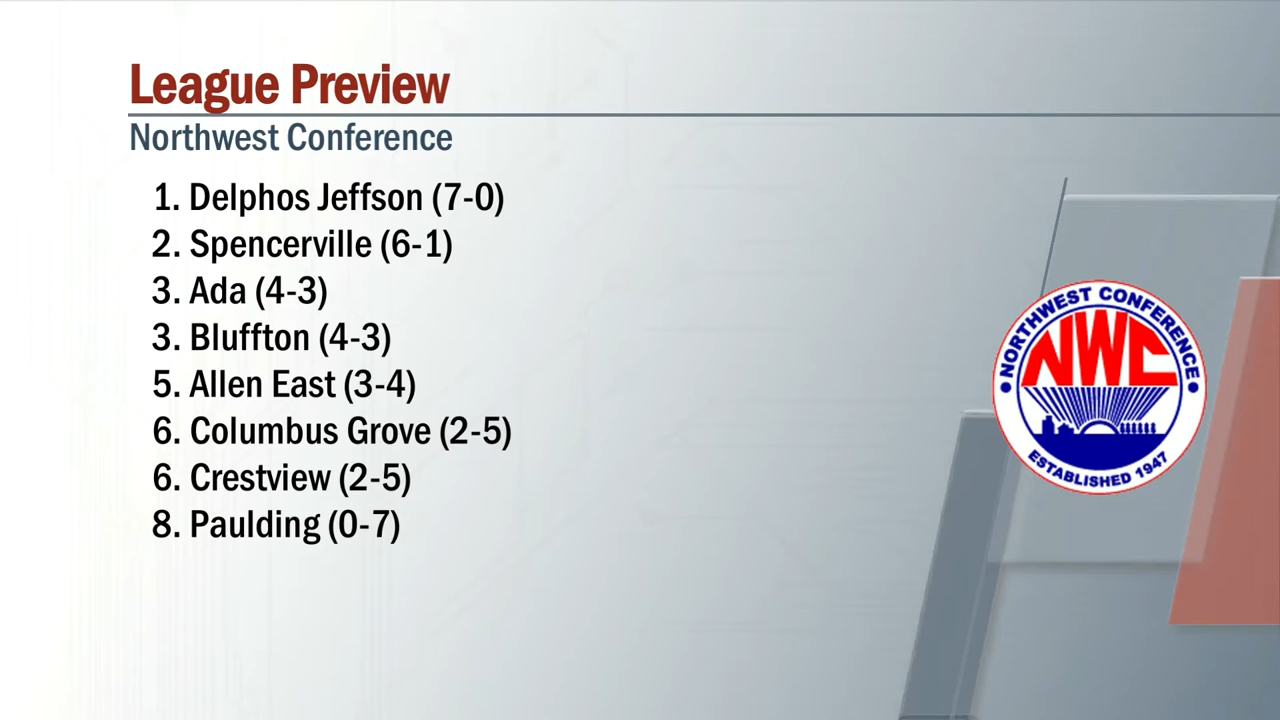 League Preview
Northwest Conference
1. Delphos Jeffson (7-0)
2. Spencerville (6-1)
3. Ada (4-3)
3. Bluffton (4-3)
5. Allen East (3-4)
6. Columbus Grove (2-5)
6. Crestview (2-5)
8. Paulding (0-7)
NORTHWEST CONFERENCE
NWC
ESTABLISHED 1947